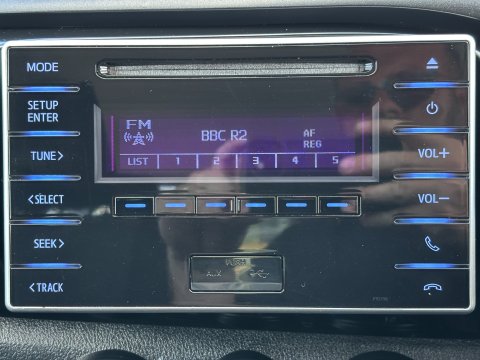 MODE
SETUP
ENTER
TUNE>
<SELECT
SEEK>
<TRACK
FM
BBC R2
AF
REG
LIST 1 2 3 4 5
VOL+
VOL−
PUSH
AUX